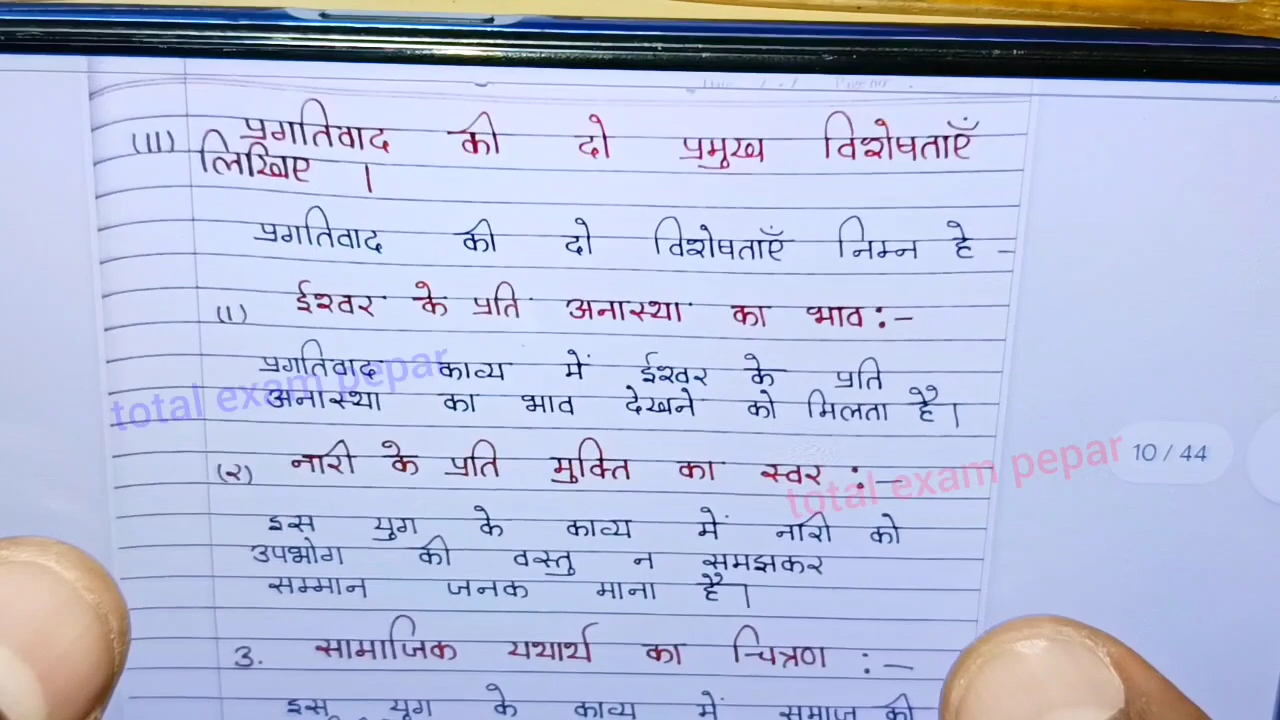 (III) प्रगतिवाद की दो प्रमुख विशेषताएँ
लिखिए ।
प्रगतिवाद की दो विशेषताएँ निम्न हे -
(1) ईश्वर के प्रति अनास्था का भाव :-
प्रगतिवाद काव्य में ईश्वर के प्रति
अनास्था का भाव देखने को मिलता है।
total exam pepar
(२) नारी के प्रति मुक्ति का स्वर :-
total exam pepar
10 / 44
इस युग के काव्य में नारी को
उपभोग की वस्तु न समझकर
सम्मान जनक माना है।
3. सामाजिक यथार्थ का चित्रण :-
इस युग के काव्य में समाज की